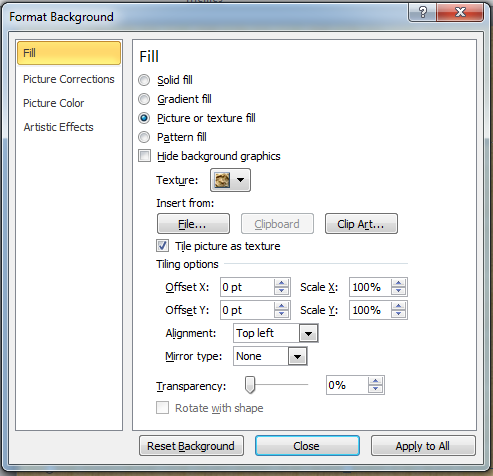 Format Background
Fill
Picture Corrections
Picture Color
Artistic Effects
Fill
Solid fill
Gradient fill
Picture or texture fill
Pattern fill
Hide background graphics
Texture:
Insert from:
File... Clipboard Clip Art...
Tile picture as texture
Tiling options
Offset X: 0 pt Scale X: 100%
Offset Y: 0 pt Scale Y: 100%
Alignment: Top left
Mirror type: None
Transparency: 0%
Rotate with shape
Reset Background Close Apply to All